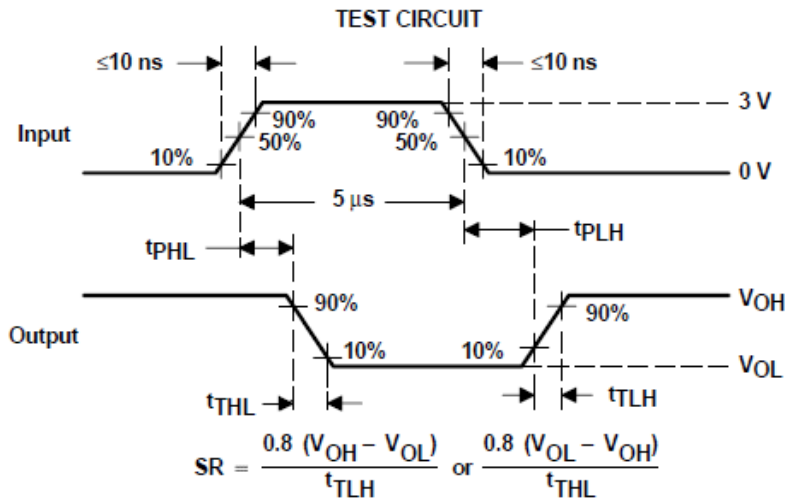 TEST CIRCUIT
≤10 ns
≤10 ns
3 V
90%
90%
Input
50%
50%
10%
10%
0 V
5 μs
tPHL
tPLH
VOH
90%
90%
Output
10%
10%
VOL
tTHL
tTLH
SR = 0.8 (VOH – VOL) / tTLH or 0.8 (VOL – VOH) / tTHL